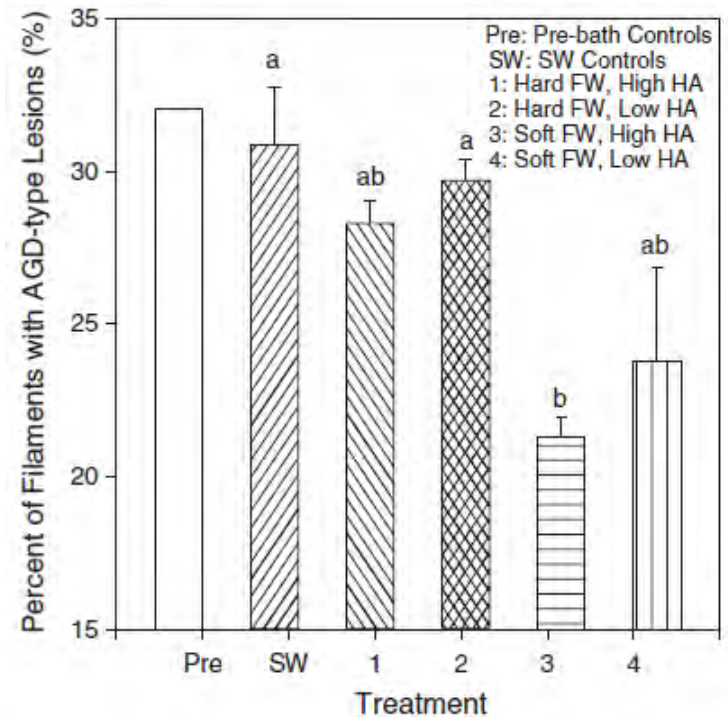 Percent of Filaments with AGD-type Lesions (%)
35
30
25
20
15
Pre: Pre-bath Controls
SW: SW Controls
1: Hard FW, High HA
2: Hard FW, Low HA
3: Soft FW, High HA
4: Soft FW, Low HA
a
ab
a
b
ab
Pre SW 1 2 3 4
Treatment